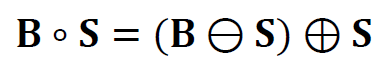 B ∘ S = (B ⊖ S) ⊕ S